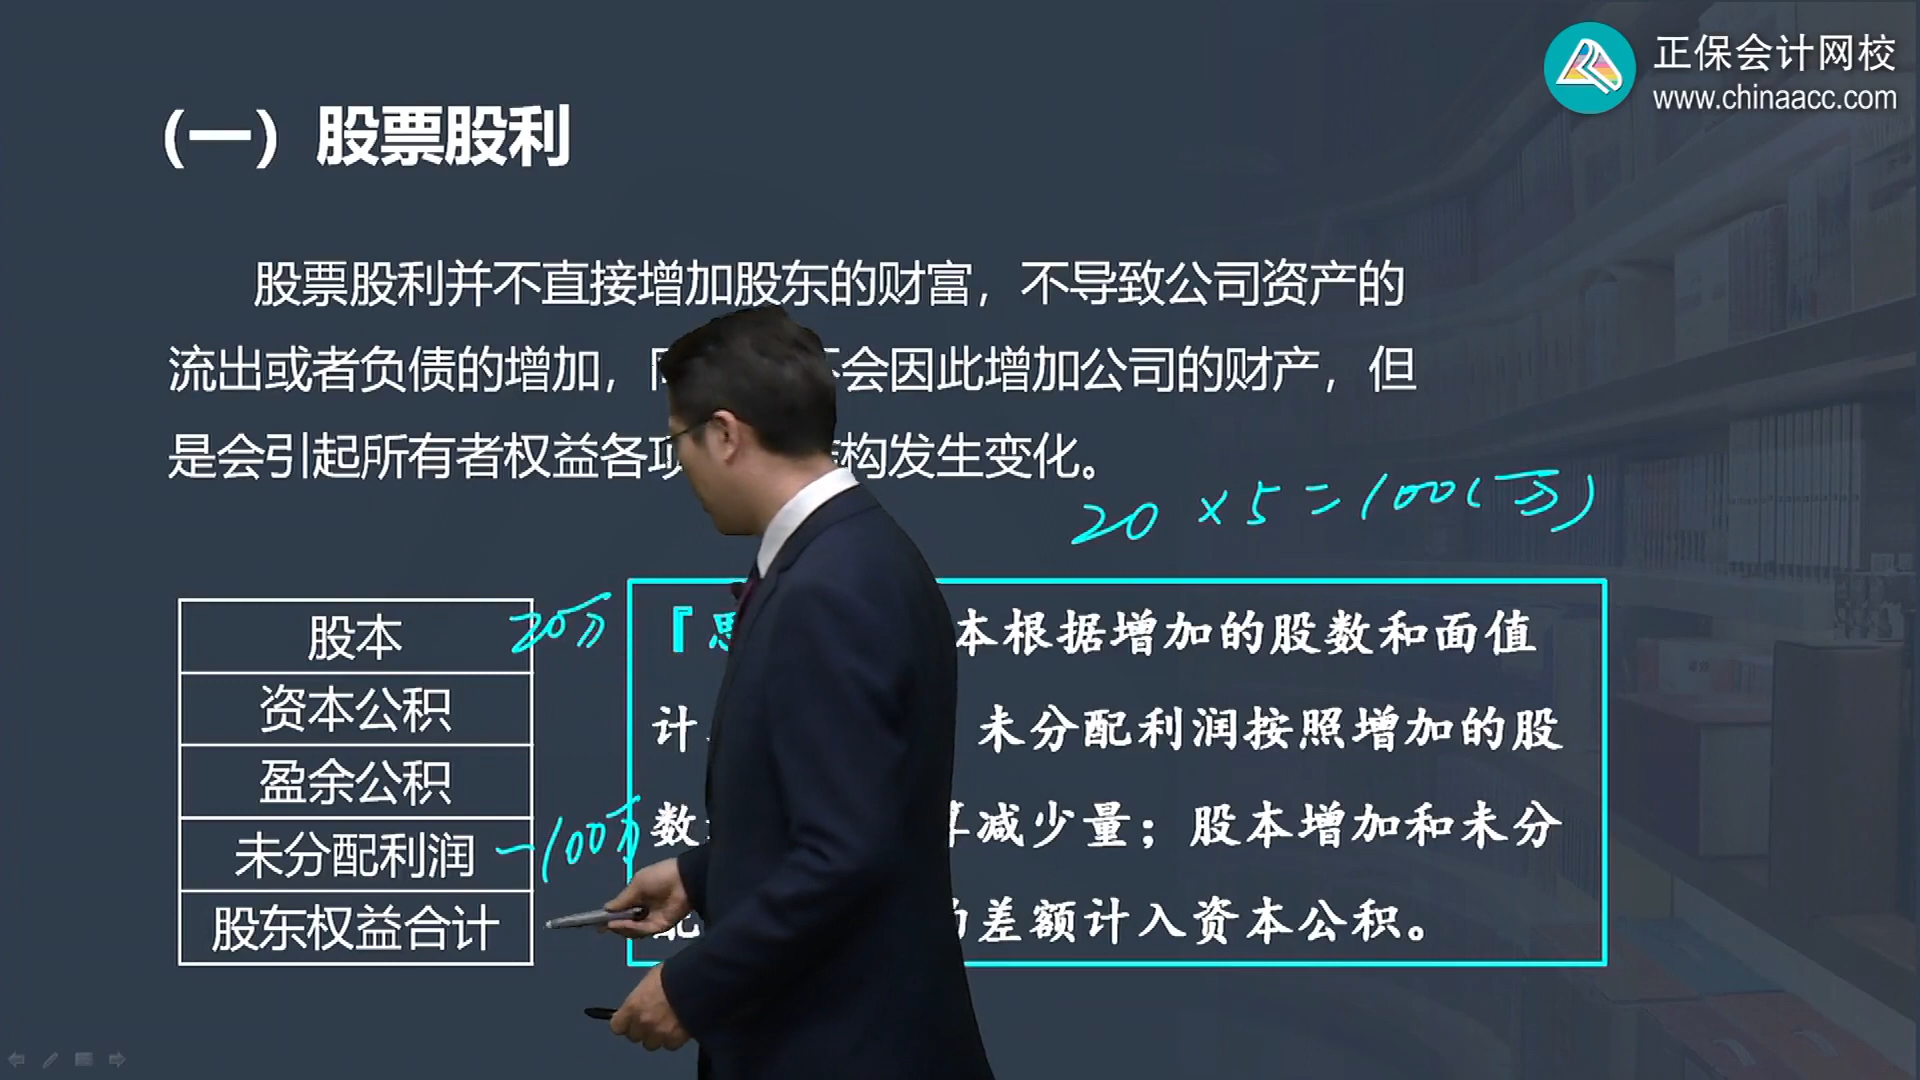 正保会计网校
www.chinaacc.com
(一) 股票股利
股票股利并不直接增加股东的财富，不导致公司资产的
流出或者负债的增加， 会因此增加公司的财产，但
是会引起所有者权益各 构发生变化。
20 × 5 = 100 (万)
股本 20万
资本公积
盈余公积
未分配利润 -100万
股东权益合计
『 本根据增加的股数和面值
计 未分配利润按照增加的股
数 减少量；股本增加和未分
差额计入资本公积。